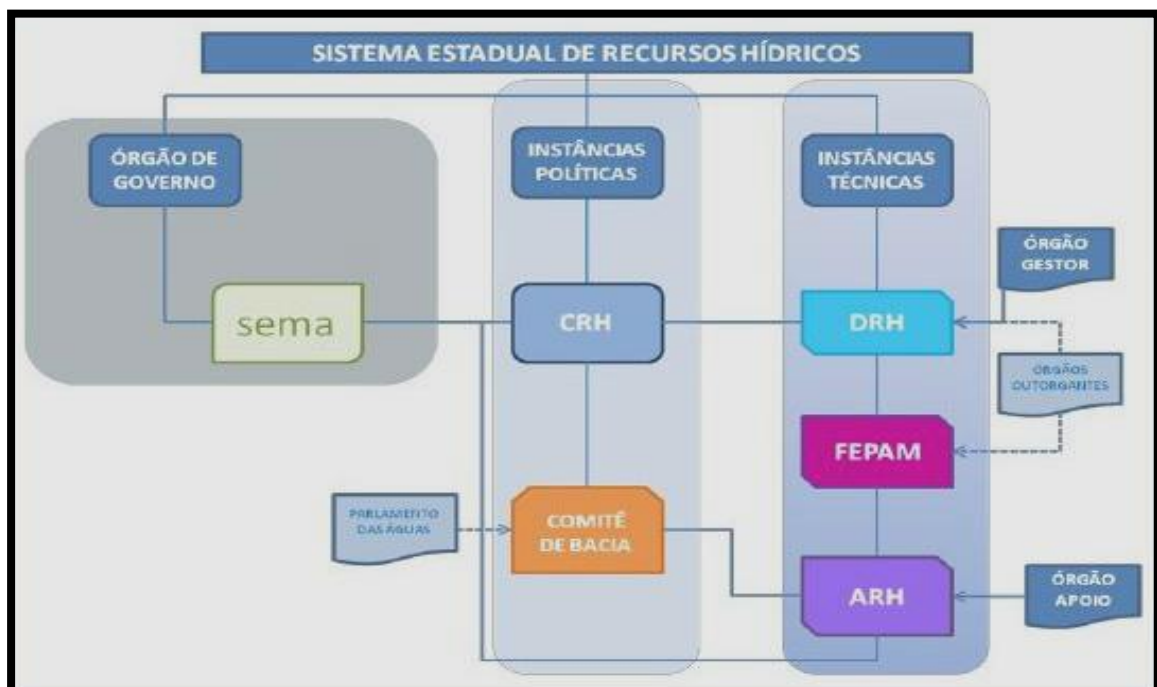 SISTEMA ESTADUAL DE RECURSOS HÍDRICOS
ÓRGÃO DE
GOVERNO
INSTÂNCIAS
POLÍTICAS
INSTÂNCIAS
TÉCNICAS
ÓRGÃO
GESTOR
sema
CRH
DRH
ÓRGÃOS
OUTORGANTES
FEPAM
PARLAMENTO
DAS ÁGUAS
COMITÊ
DE BACIA
ARH
ÓRGÃO
APOIO